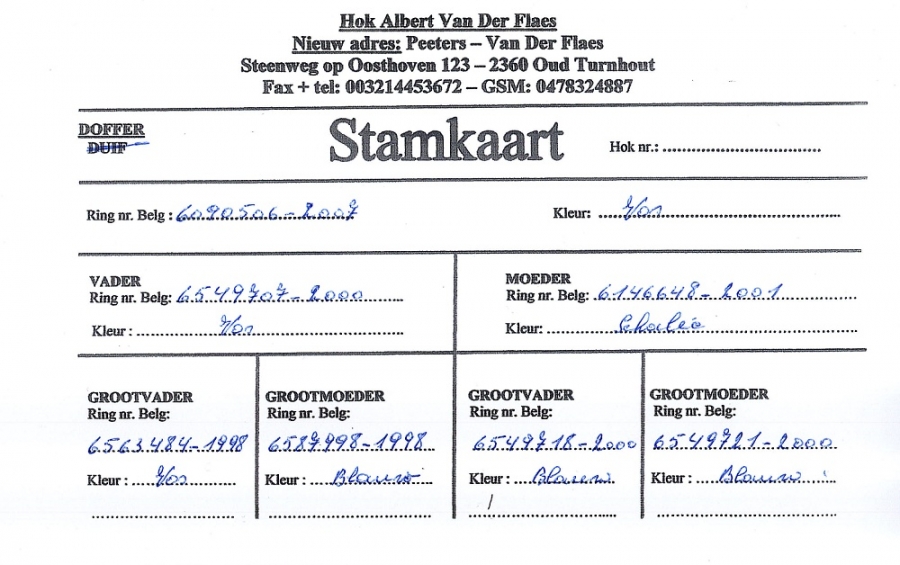 Hok Albert Van Der Flaes
Nieuw adres: Peeters – Van Der Flaes
Steenweg op Oosthoven 123 – 2360 Oud Turnhout
Fax + tel: 003214453672 – GSM: 0478324887
DOFFER
DUIF
Stamkaart
Hok nr.:
Ring nr. Belg : 6090506-2007
Kleur: Vos
VADER
Ring nr. Belg: 6549707-2000
Kleur : Vos
MOEDER
Ring nr. Belg: 6146648-2001
Kleur:
GROOTVADER
Ring nr. Belg:
6563484-1998
Kleur : Vos
GROOTMOEDER
Ring nr. Belg:
6587998-1998
Kleur : Blauw
GROOTVADER
Ring nr. Belg:
6549718-2000
Kleur : Blauw
GROOTMOEDER
Ring nr. Belg:
6549721-2000
Kleur : Blauw